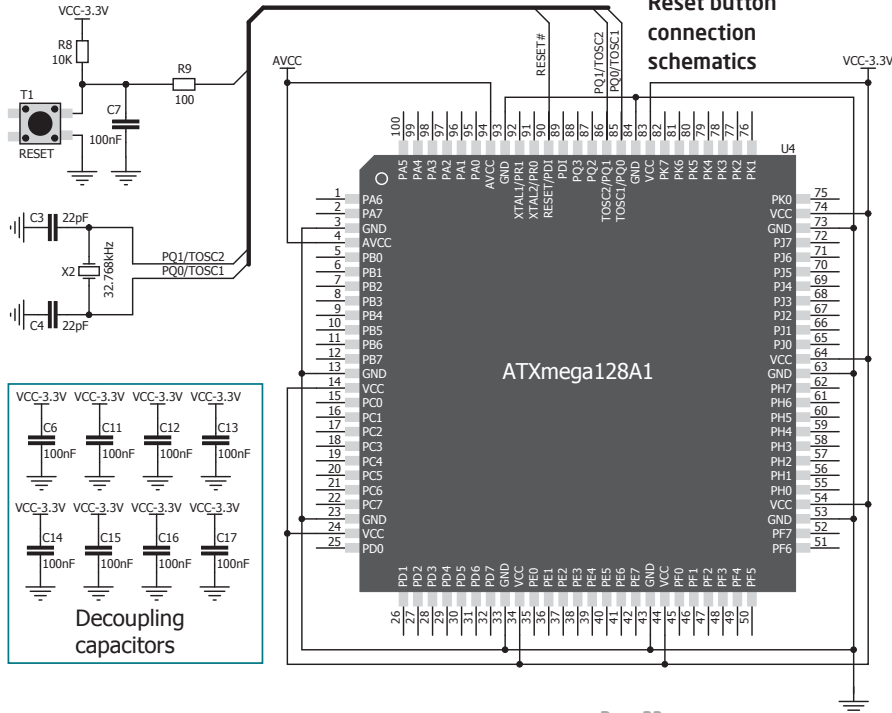 Reset button
connection
schematics
VCC-3.3V
R8
10K
R9
100
T1
C7
100nF
RESET
AVCC
RESET#
PQ1/TOSC2
PQ0/TOSC1
VCC-3.3V
C3 22pF
X2
32.768kHz
PQ1/TOSC2
PQ0/TOSC1
C4 22pF
U4
100 99 98 97 96 95 94 93 92 91 90 89 88 87 86 85 84 83 82 81 80 79 78 77 76
PA5 PA4 PA3 PA2 PA1 PA0 AVCC GND XTAL1/PR1 XTAL2/PR0 RESET/PDI PDI PQ3 PQ2 TOSC2/PQ1 TOSC1/PQ0 GND VCC PK7 PK6 PK5 PK4 PK3 PK2 PK1
1 PA6
2 PA7
3 GND
4 AVCC
5 PB0
6 PB1
7 PB2
8 PB3
9 PB4
10 PB5
11 PB6
12 PB7
13 GND
14 VCC
15 PC0
16 PC1
17 PC2
18 PC3
19 PC4
20 PC5
21 PC6
22 PC7
23 GND
24 VCC
25 PD0
ATXmega128A1
PK0 75
VCC 74
GND 73
PJ7 72
PJ6 71
PJ5 70
PJ4 69
PJ3 68
PJ2 67
PJ1 66
PJ0 65
VCC 64
GND 63
PH7 62
PH6 61
PH5 60
PH4 59
PH3 58
PH2 57
PH1 56
PH0 55
VCC 54
GND 53
PF7 52
PF6 51
PD1 PD2 PD3 PD4 PD5 PD6 PD7 GND VCC PE0 PE1 PE2 PE3 PE4 PE5 PE6 PE7 GND VCC PF0 PF1 PF2 PF3 PF4 PF5
26 27 28 29 30 31 32 33 34 35 36 37 38 39 40 41 42 43 44 45 46 47 48 49 50
VCC-3.3V VCC-3.3V VCC-3.3V VCC-3.3V
C6 C11 C12 C13
100nF 100nF 100nF 100nF
VCC-3.3V VCC-3.3V VCC-3.3V VCC-3.3V
C14 C15 C16 C17
100nF 100nF 100nF 100nF
Decoupling
capacitors